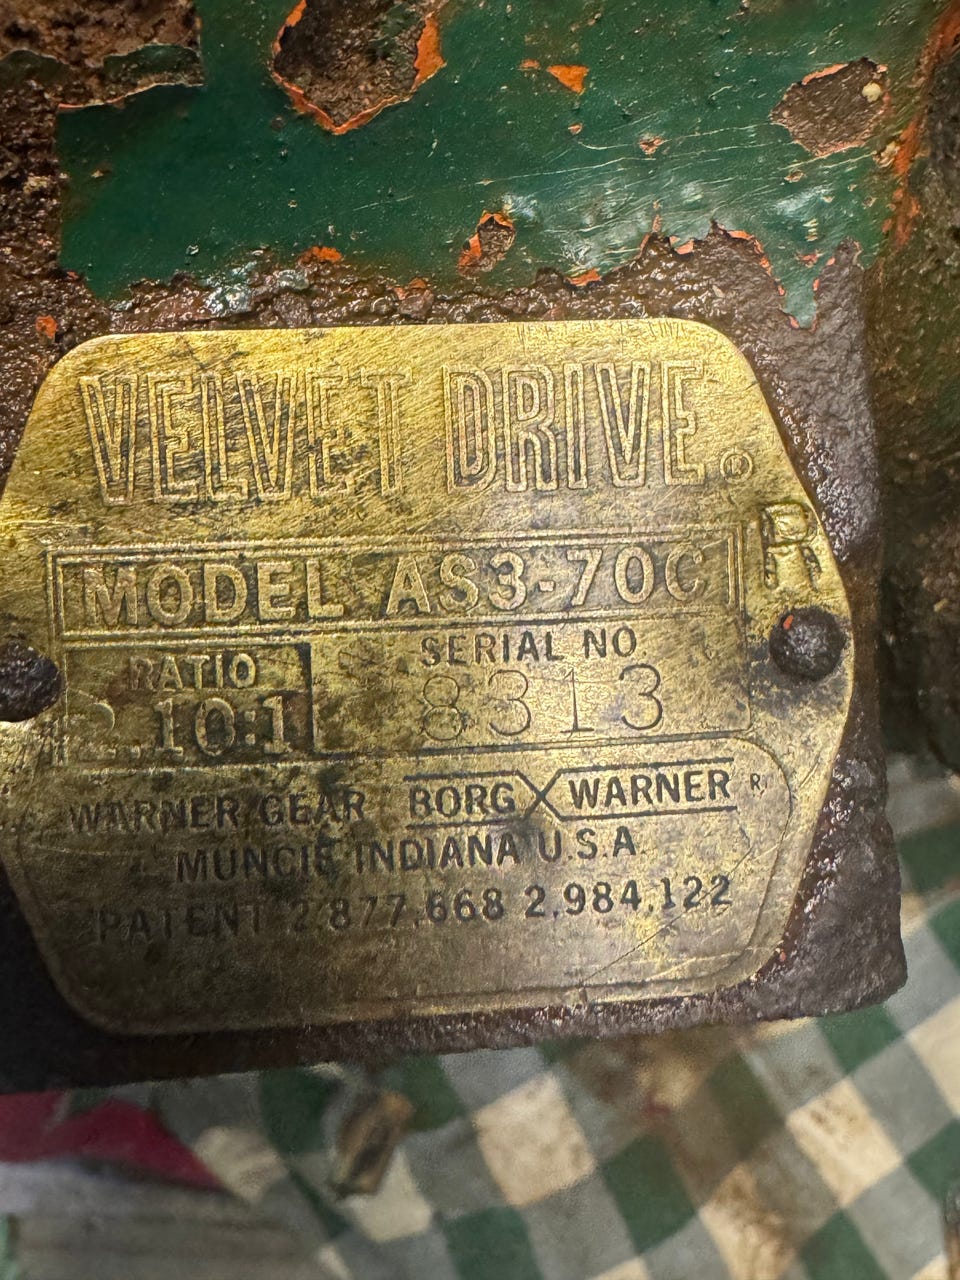 VELVET DRIVE®
R
MODEL AS3-70C
RATIO
2.10:1
SERIAL NO
8313
WARNER GEAR BORG WARNER ®
MUNCIE INDIANA U.S.A.
PATENT 2,877,668 2,984,122